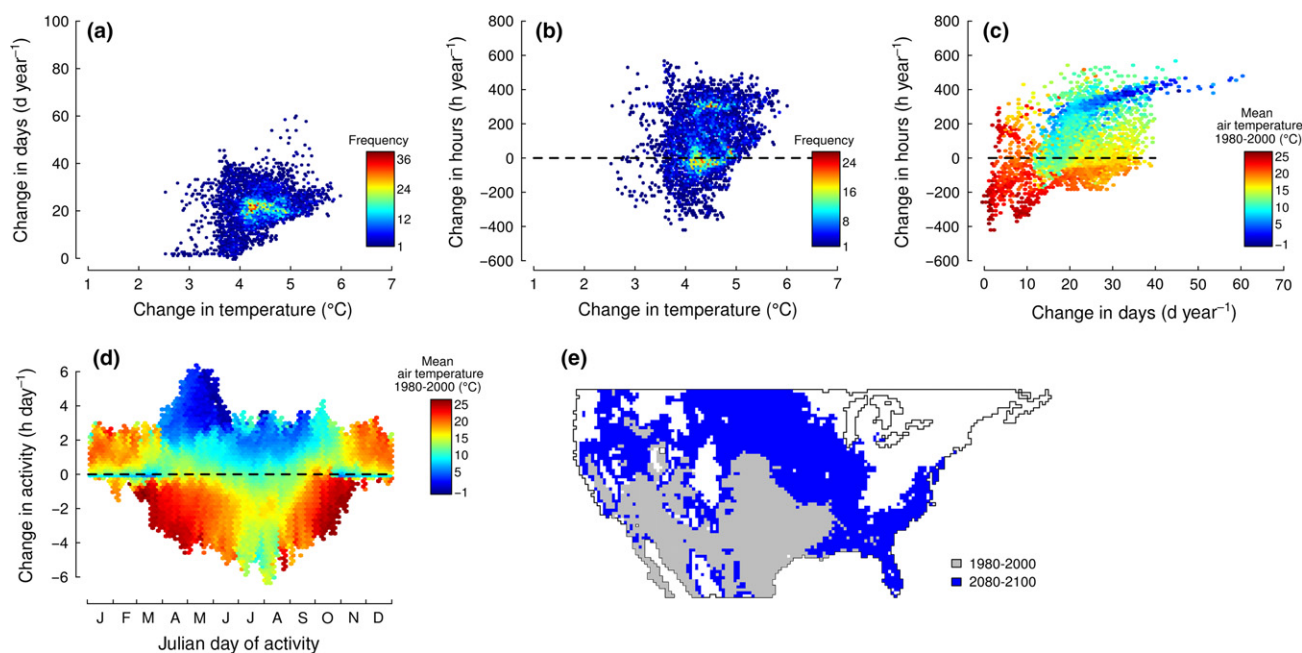 (a)
Change in days (d year⁻¹)
100
80
60
40
20
0
Frequency
36
24
12
1
1 2 3 4 5 6 7
Change in temperature (°C)
(b)
Change in hours (h year⁻¹)
800
600
400
200
0
−200
−400
−600
Frequency
24
16
8
1
1 2 3 4 5 6 7
Change in temperature (°C)
(c)
Change in hours (h year⁻¹)
800
600
400
200
0
−200
−400
−600
Mean
air temperature
1980-2000 (°C)
25
20
15
10
5
−1
0 10 20 30 40 50 60 70
Change in days (d year⁻¹)
(d)
Change in activity (h day⁻¹)
6
4
2
0
−2
−4
−6
Mean
air temperature
1980-2000 (°C)
25
20
15
10
5
−1
J F M A M J J A S O N D
Julian day of activity
(e)
1980-2000
2080-2100